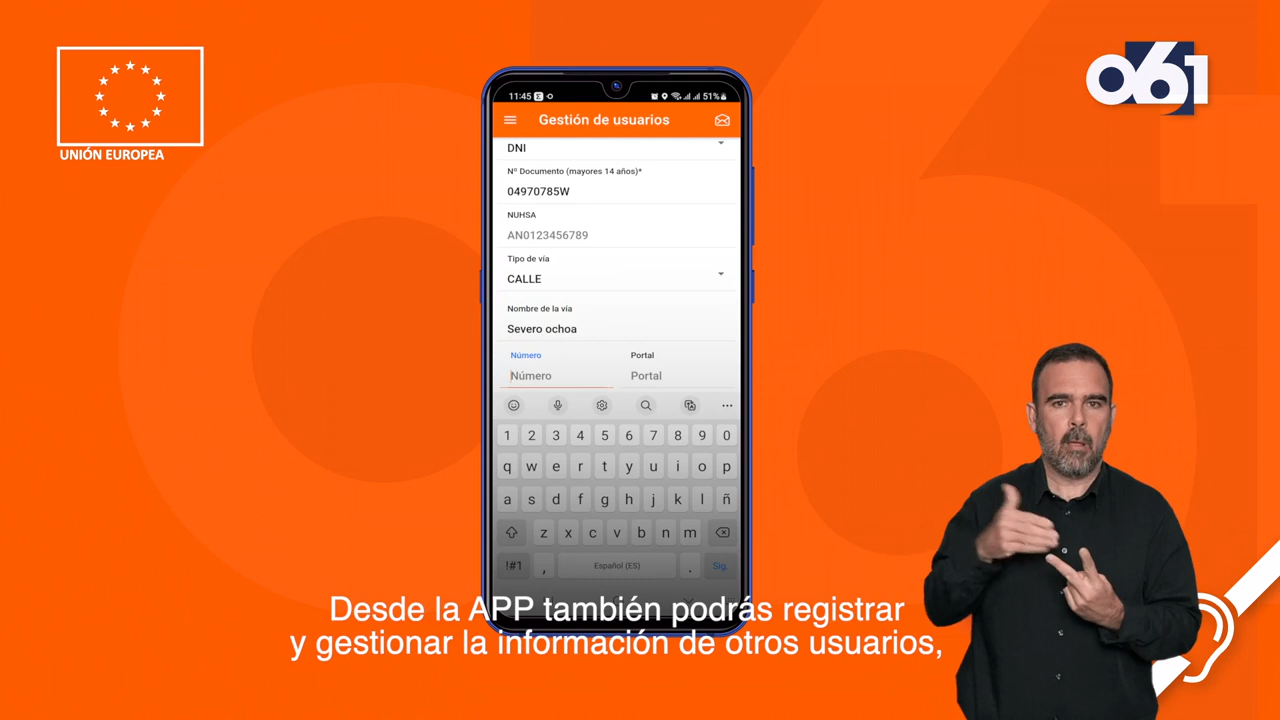 UNIÓN EUROPEA
061
11:45
51%
Gestión de usuarios
DNI
Nº Documento (mayores 14 años)*
04970785W
NUHSA
AN0123456789
Tipo de vía
CALLE
Nombre de la vía
Severo ochoa
Número Portal
Número Portal
1 2 3 4 5 6 7 8 9 0
q w e r t y u i o p
a s d f g h j k l ñ
z x c v b n m
!#1 , Español (ES) . Sig.
Desde la APP también podrás registrar
y gestionar la información de otros usuarios,